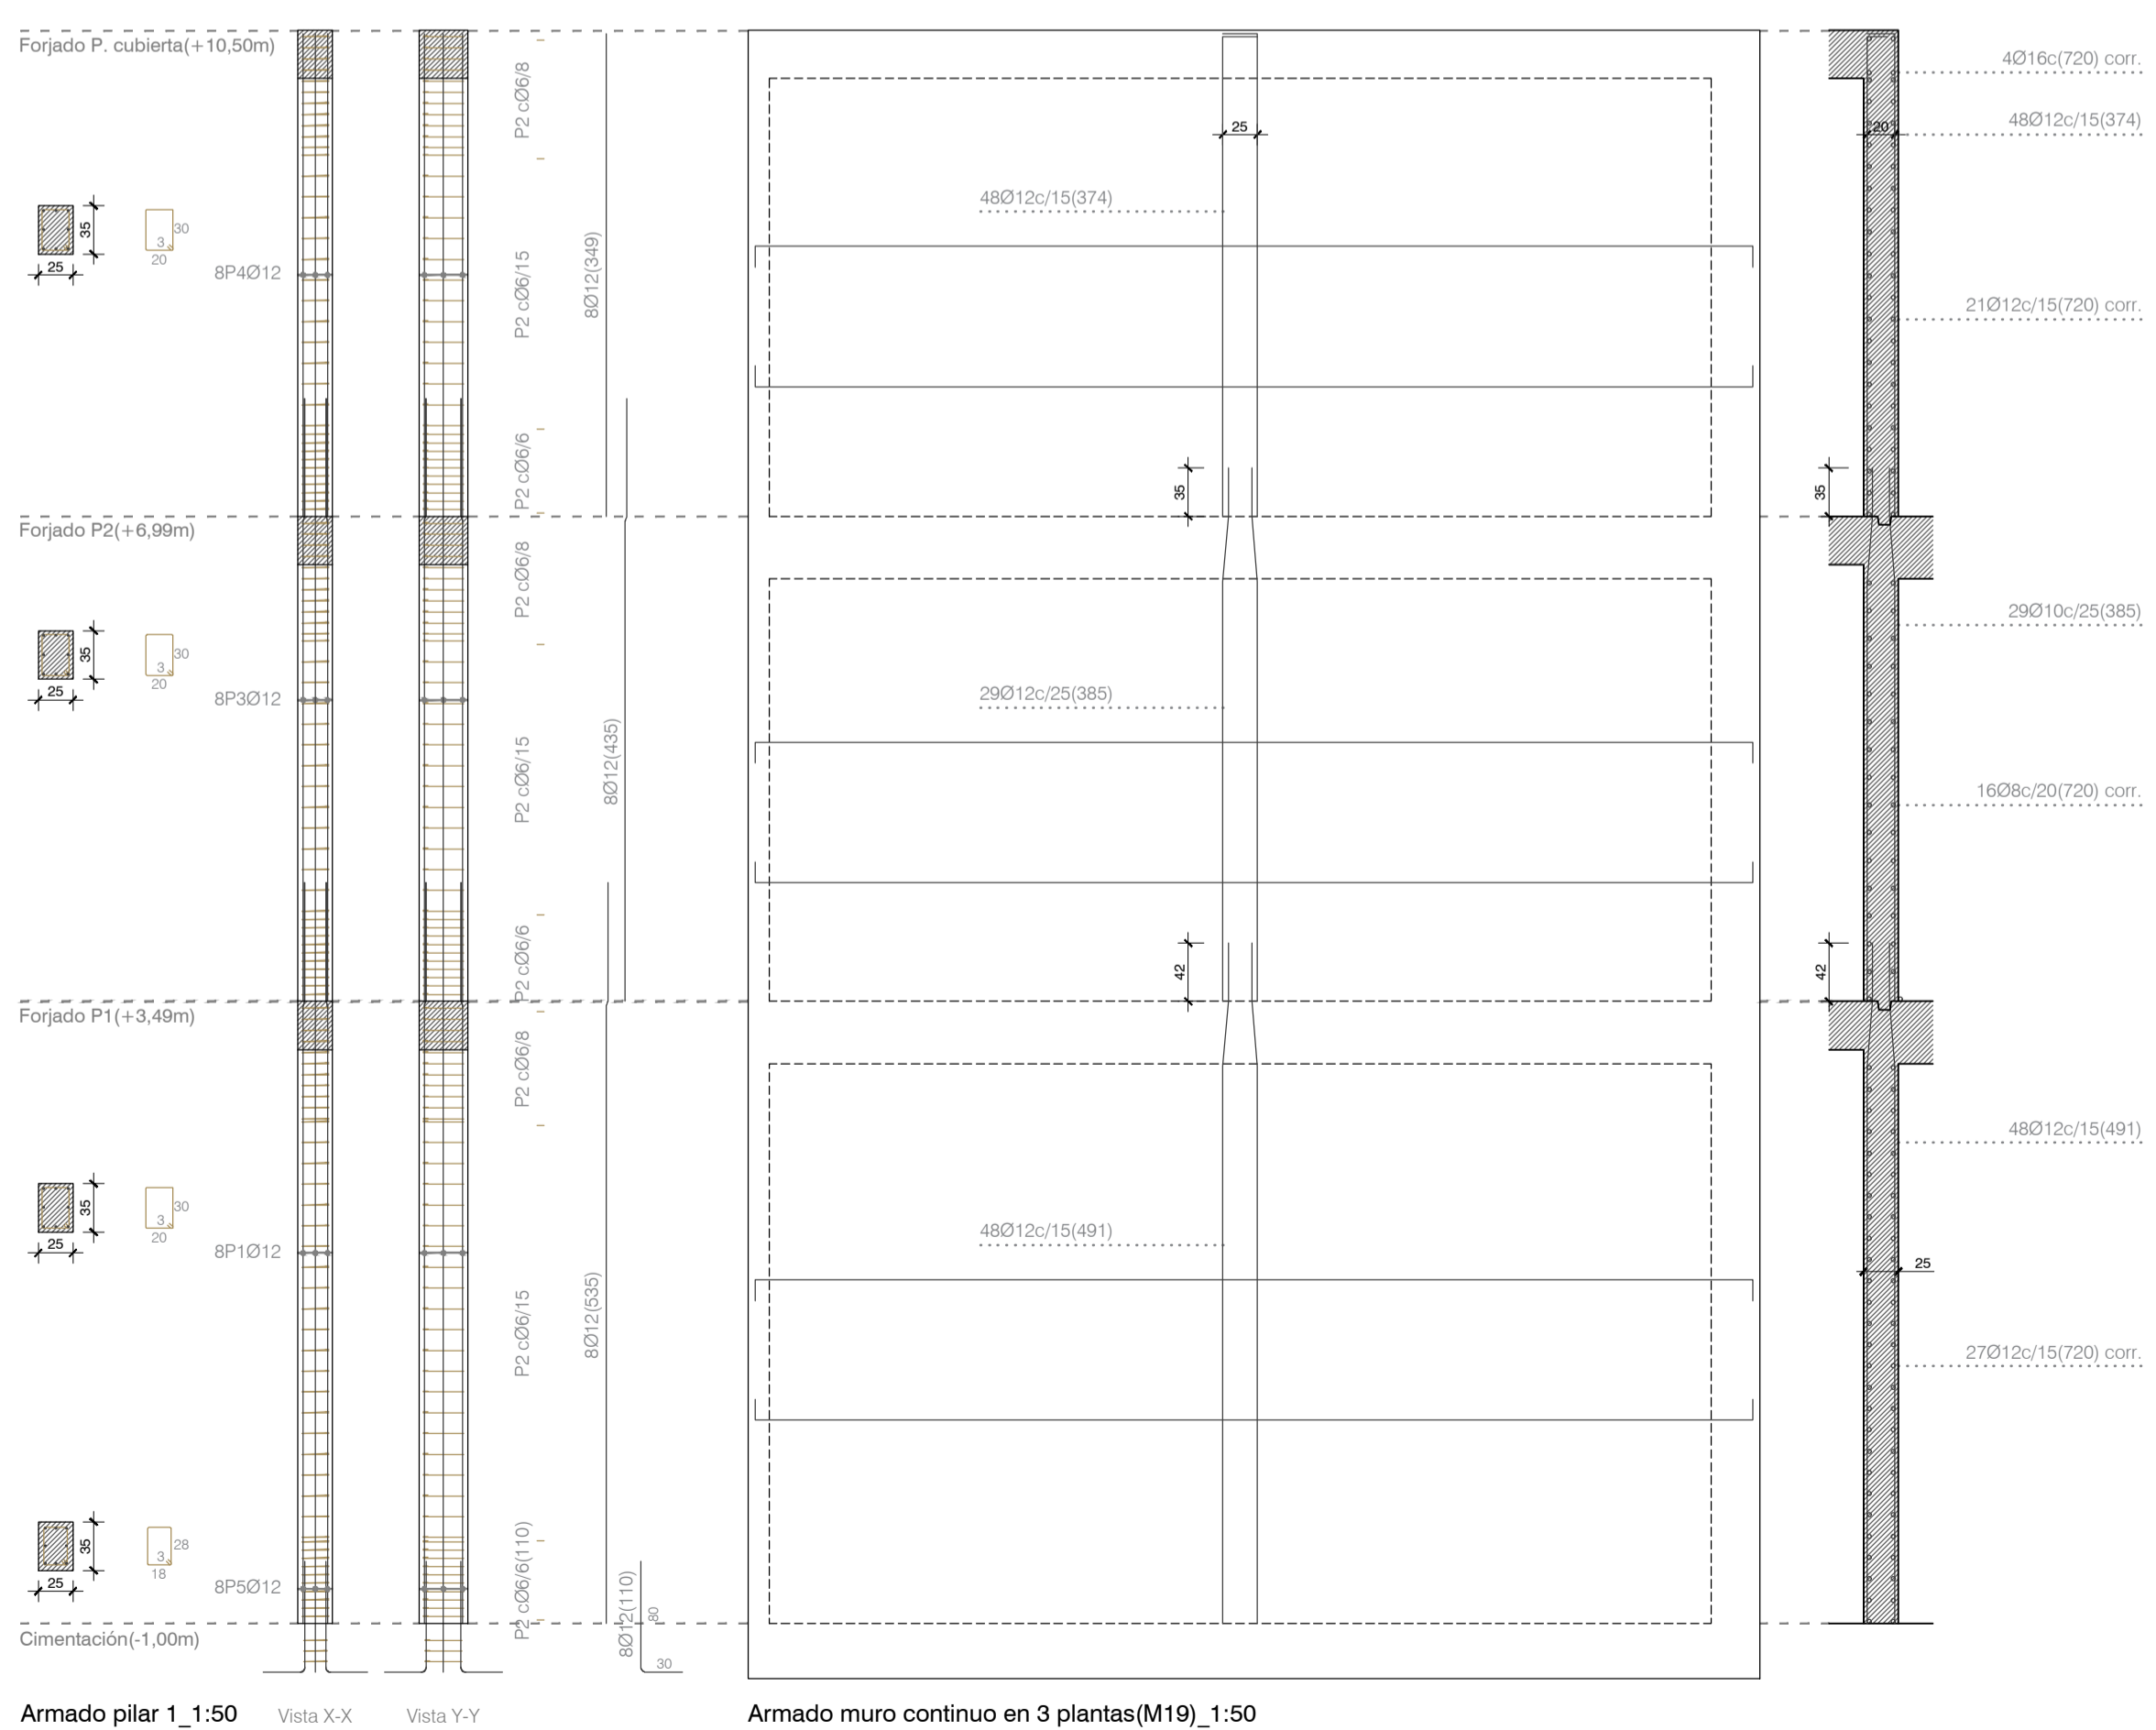 Forjado P. cubierta(+10,50m)
P2 cØ6/8
4Ø16c(720) corr.
48Ø12c/15(374)
25
20
48Ø12c/15(374)
35
30
3
20
25
8P4Ø12
P2 cØ6/15
8Ø12(349)
21Ø12c/15(720) corr.
P2 cØ6/6
35
35
Forjado P2(+6,99m)
P2 cØ6/8
29Ø10c/25(385)
35
30
3
20
25
8P3Ø12
29Ø12c/25(385)
P2 cØ6/15
8Ø12(435)
16Ø8c/20(720) corr.
P2 cØ6/6
42
42
Forjado P1(+3,49m)
P2 cØ6/8
48Ø12c/15(491)
35
30
3
20
25
8P1Ø12
48Ø12c/15(491)
25
P2 cØ6/15
8Ø12(535)
27Ø12c/15(720) corr.
35
28
3
18
25
8P5Ø12
P2 cØ6/6(110)
8Ø12(110)
80
30
Cimentación(-1,00m)
Armado pilar 1_1:50
Vista X-X
Vista Y-Y
Armado muro continuo en 3 plantas(M19)_1:50